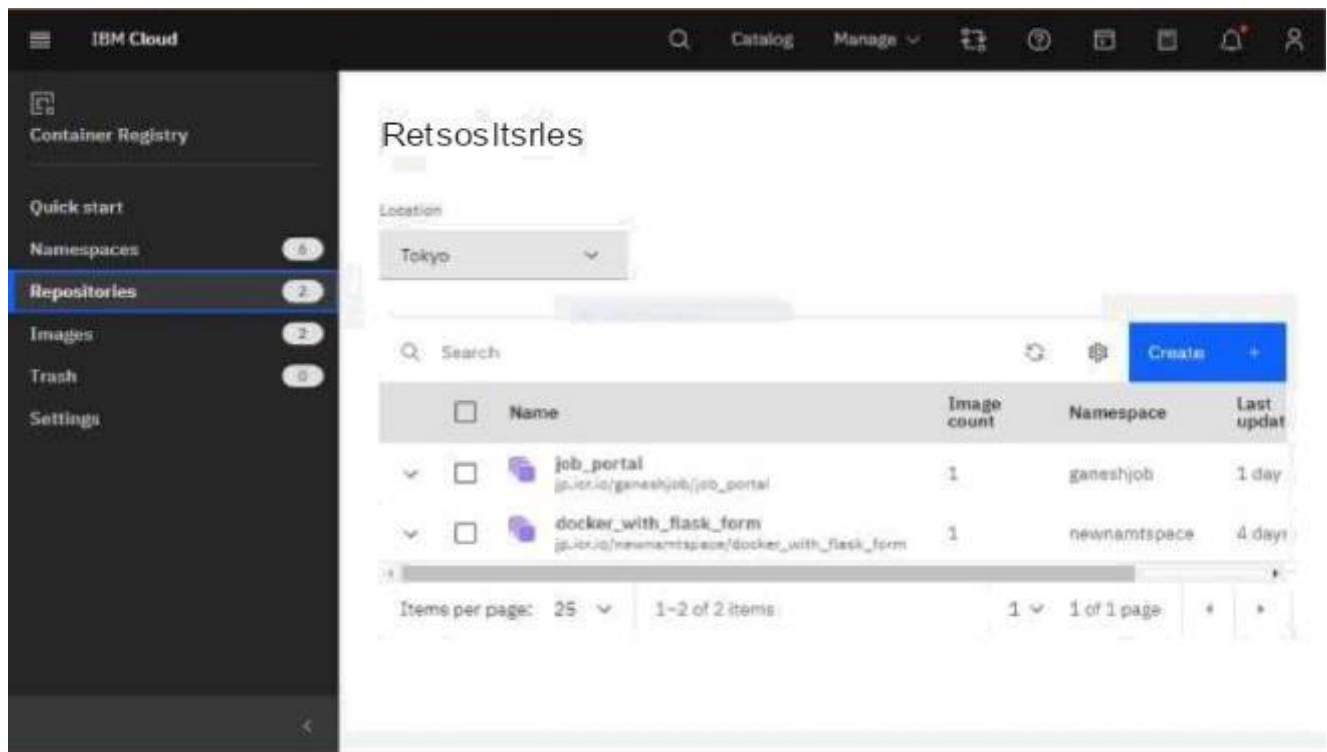 IBM Cloud
Catalog
Manage
Container Registry
Quick start
Namespaces 6
Repositories 2
Images 2
Trash 0
Settings
RetsosItsrles
Location
Tokyo
Search
Create +
Name
Image count
Namespace
Last updat
job_portal
jp.icr.io/ganeshjob/job_portal
1
ganeshjob
1 day
docker_with_flask_form
jp.icr.io/newnamtspace/docker_with_flask_form
1
newnamtspace
4 days
Items per page: 25
1–2 of 2 items
1
1 of 1 page